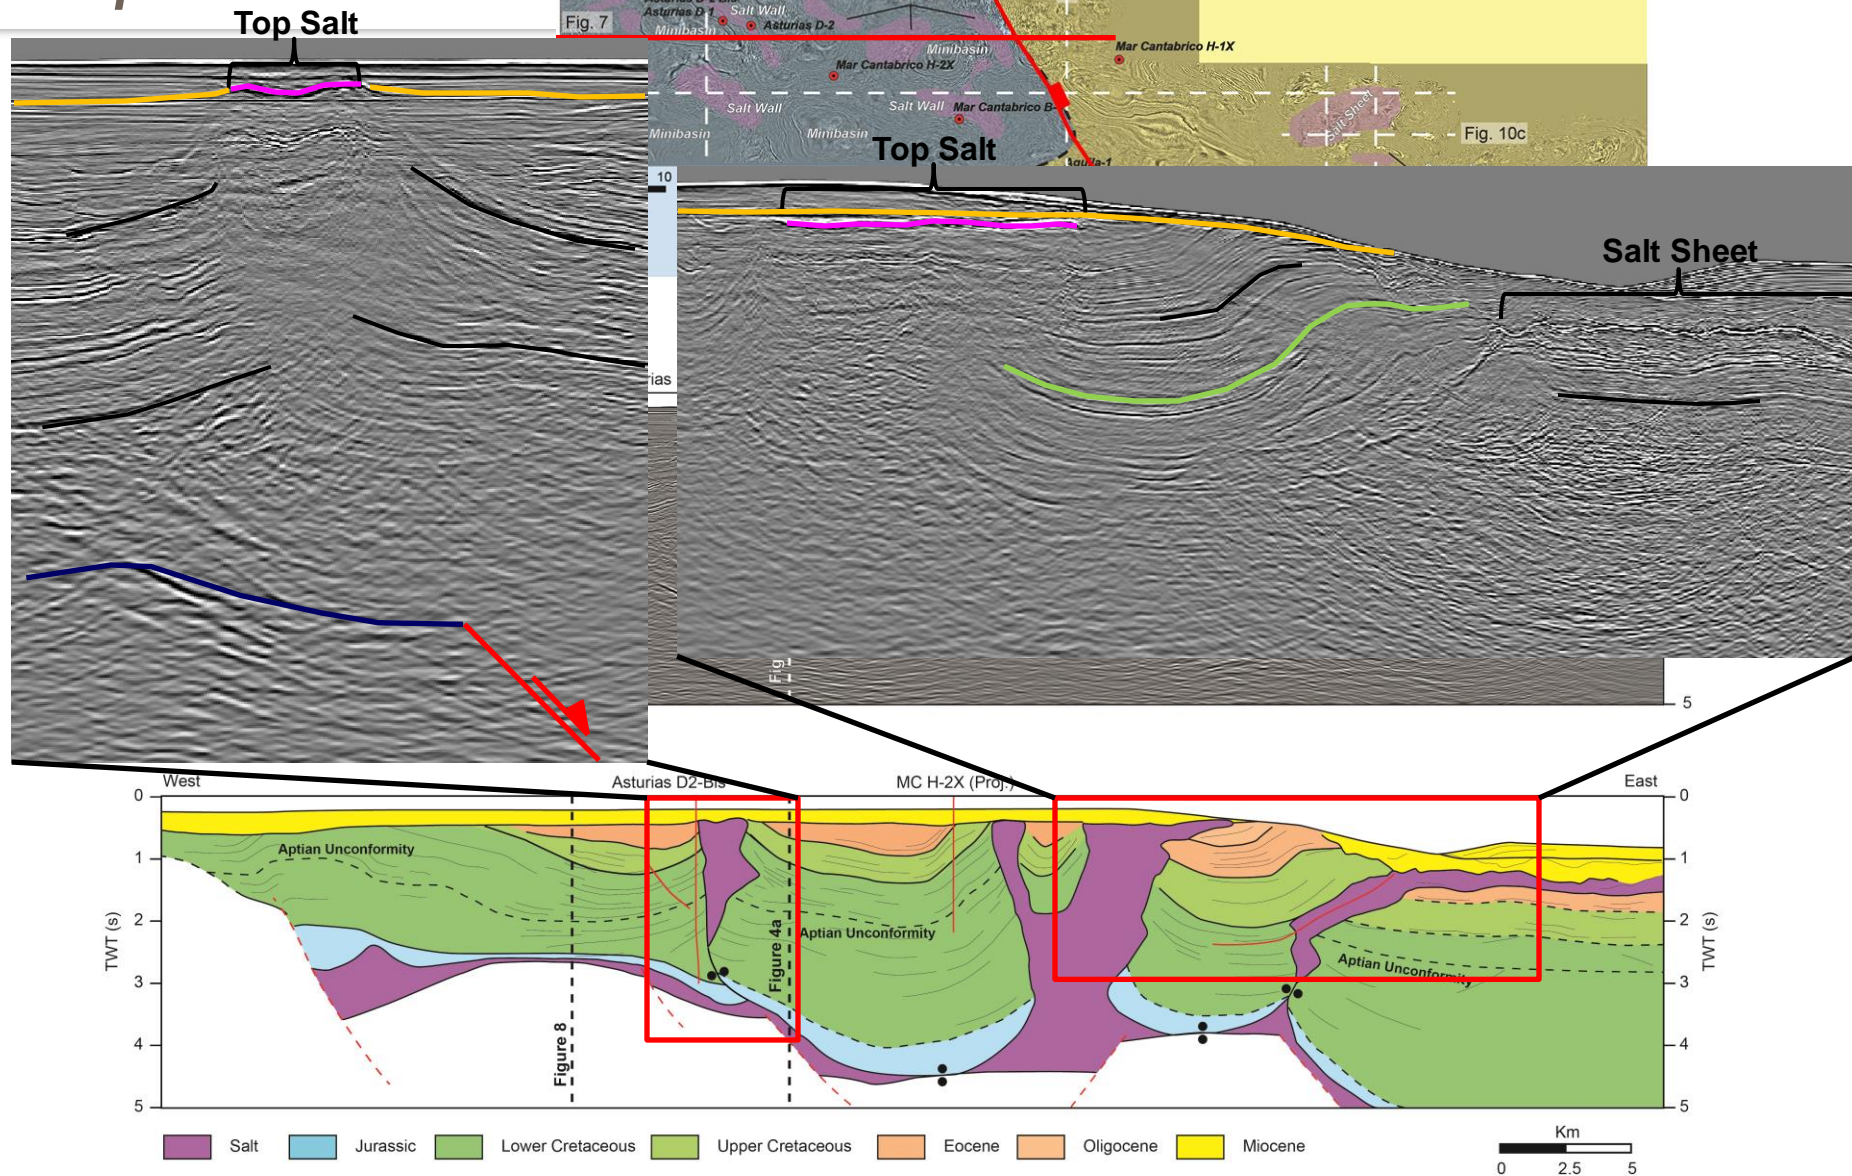 Top Salt
Fig. 7
Asturias D-1
Salt Wall
Asturias D-2
Minibasin
Minibasin
Mar Cantabrico H-1X
Mar Cantabrico H-2X
Salt Wall
Salt Wall
Mar Cantabrico B-
Salt Sheet
Minibasin
Minibasin
Fig. 10c
Top Salt
Aguila-1
10
Salt Sheet
rias
Fig
5
West
Asturias D2-Bis
MC H-2X (Proj.)
East
0
0
Aptian Unconformity
1
1
2
2
TWT (s)
TWT (s)
Aptian Unconformity
Figure 4a
Aptian Unconformity
3
3
4
4
Figure 8
5
5
Salt
Jurassic
Lower Cretaceous
Upper Cretaceous
Eocene
Oligocene
Miocene
Km
0 2.5 5